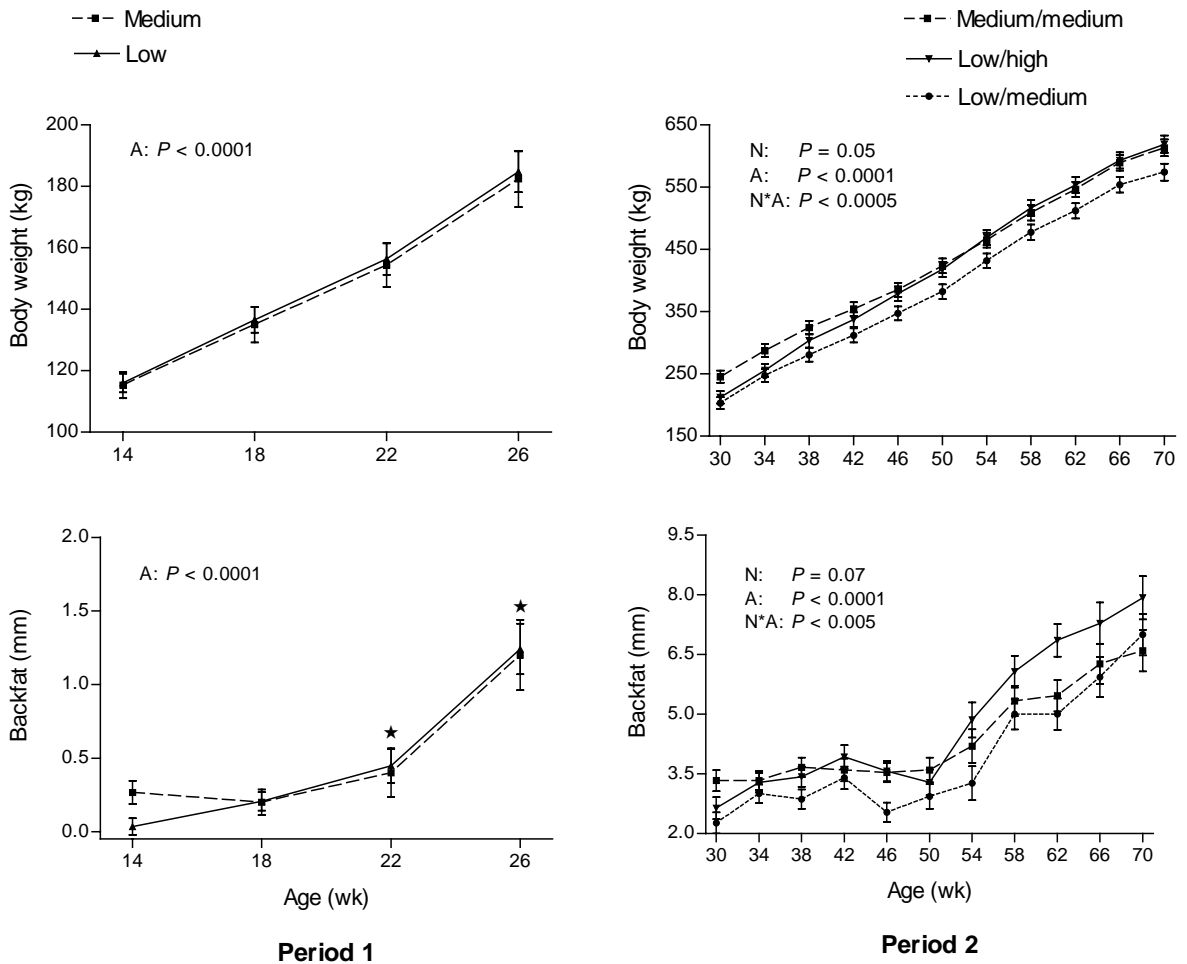 Medium
Low
Medium/medium
Low/high
Low/medium
200
180
160
140
120
100
Body weight (kg)
A: P < 0.0001
14 18 22 26
650
550
450
350
250
150
Body weight (kg)
N: P = 0.05
A: P < 0.0001
N*A: P < 0.0005
30 34 38 42 46 50 54 58 62 66 70
2.0
1.5
1.0
0.5
0.0
Backfat (mm)
A: P < 0.0001
★
★
14 18 22 26
Age (wk)
Period 1
9.5
8.0
6.5
5.0
3.5
2.0
Backfat (mm)
N: P = 0.07
A: P < 0.0001
N*A: P < 0.005
30 34 38 42 46 50 54 58 62 66 70
Age (wk)
Period 2